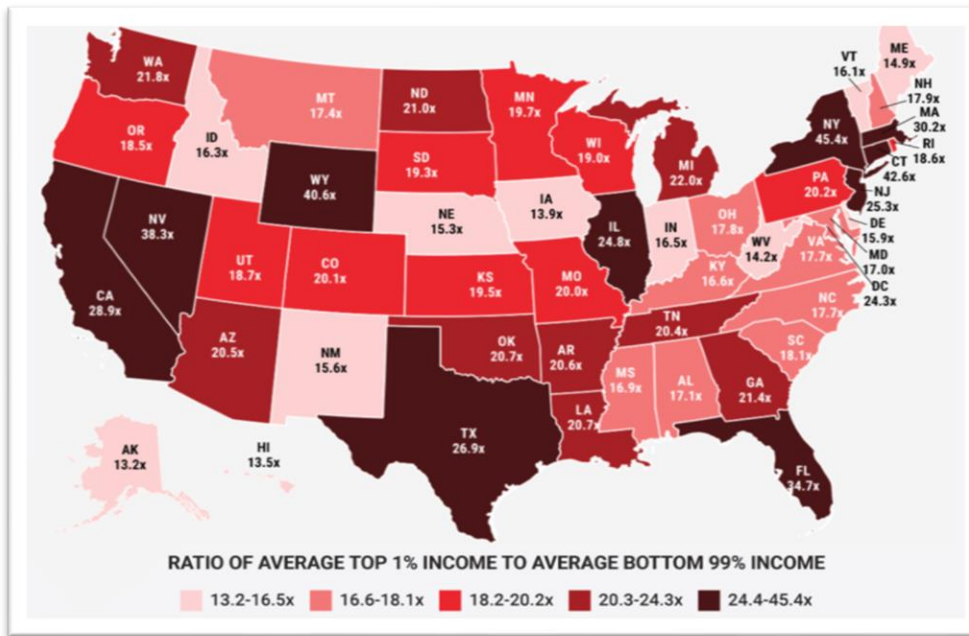 WA
21.8x
OR
18.5x
CA
28.9x
NV
38.3x
ID
16.3x
MT
17.4x
WY
40.6x
UT
18.7x
CO
20.1x
AZ
20.5x
NM
15.6x
ND
21.0x
SD
19.3x
NE
15.3x
KS
19.5x
OK
20.7x
TX
26.9x
MN
19.7x
IA
13.9x
MO
20.0x
AR
20.6x
LA
20.7x
WI
19.0x
IL
24.8x
MI
22.0x
IN
16.5x
OH
17.8x
KY
16.6x
TN
20.4x
MS
16.9x
AL
17.1x
GA
21.4x
FL
34.7x
SC
18.1x
NC
17.7x
VA
17.7x
WV
14.2x
PA
20.2x
NY
45.4x
VT
16.1x
ME
14.9x
NH
17.9x
MA
30.2x
RI
18.6x
CT
42.6x
NJ
25.3x
DE
15.9x
MD
17.0x
DC
24.3x
AK
13.2x
HI
13.5x
RATIO OF AVERAGE TOP 1% INCOME TO AVERAGE BOTTOM 99% INCOME
13.2-16.5x 16.6-18.1x 18.2-20.2x 20.3-24.3x 24.4-45.4x